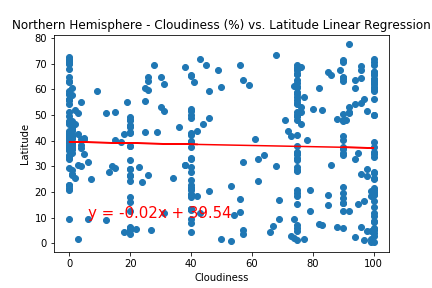 Northern Hemisphere - Cloudiness (%) vs. Latitude Linear Regression
80
70
60
50
40
30
20
10
0
Latitude
y = -0.02x + 39.54
0 20 40 60 80 100
Cloudiness